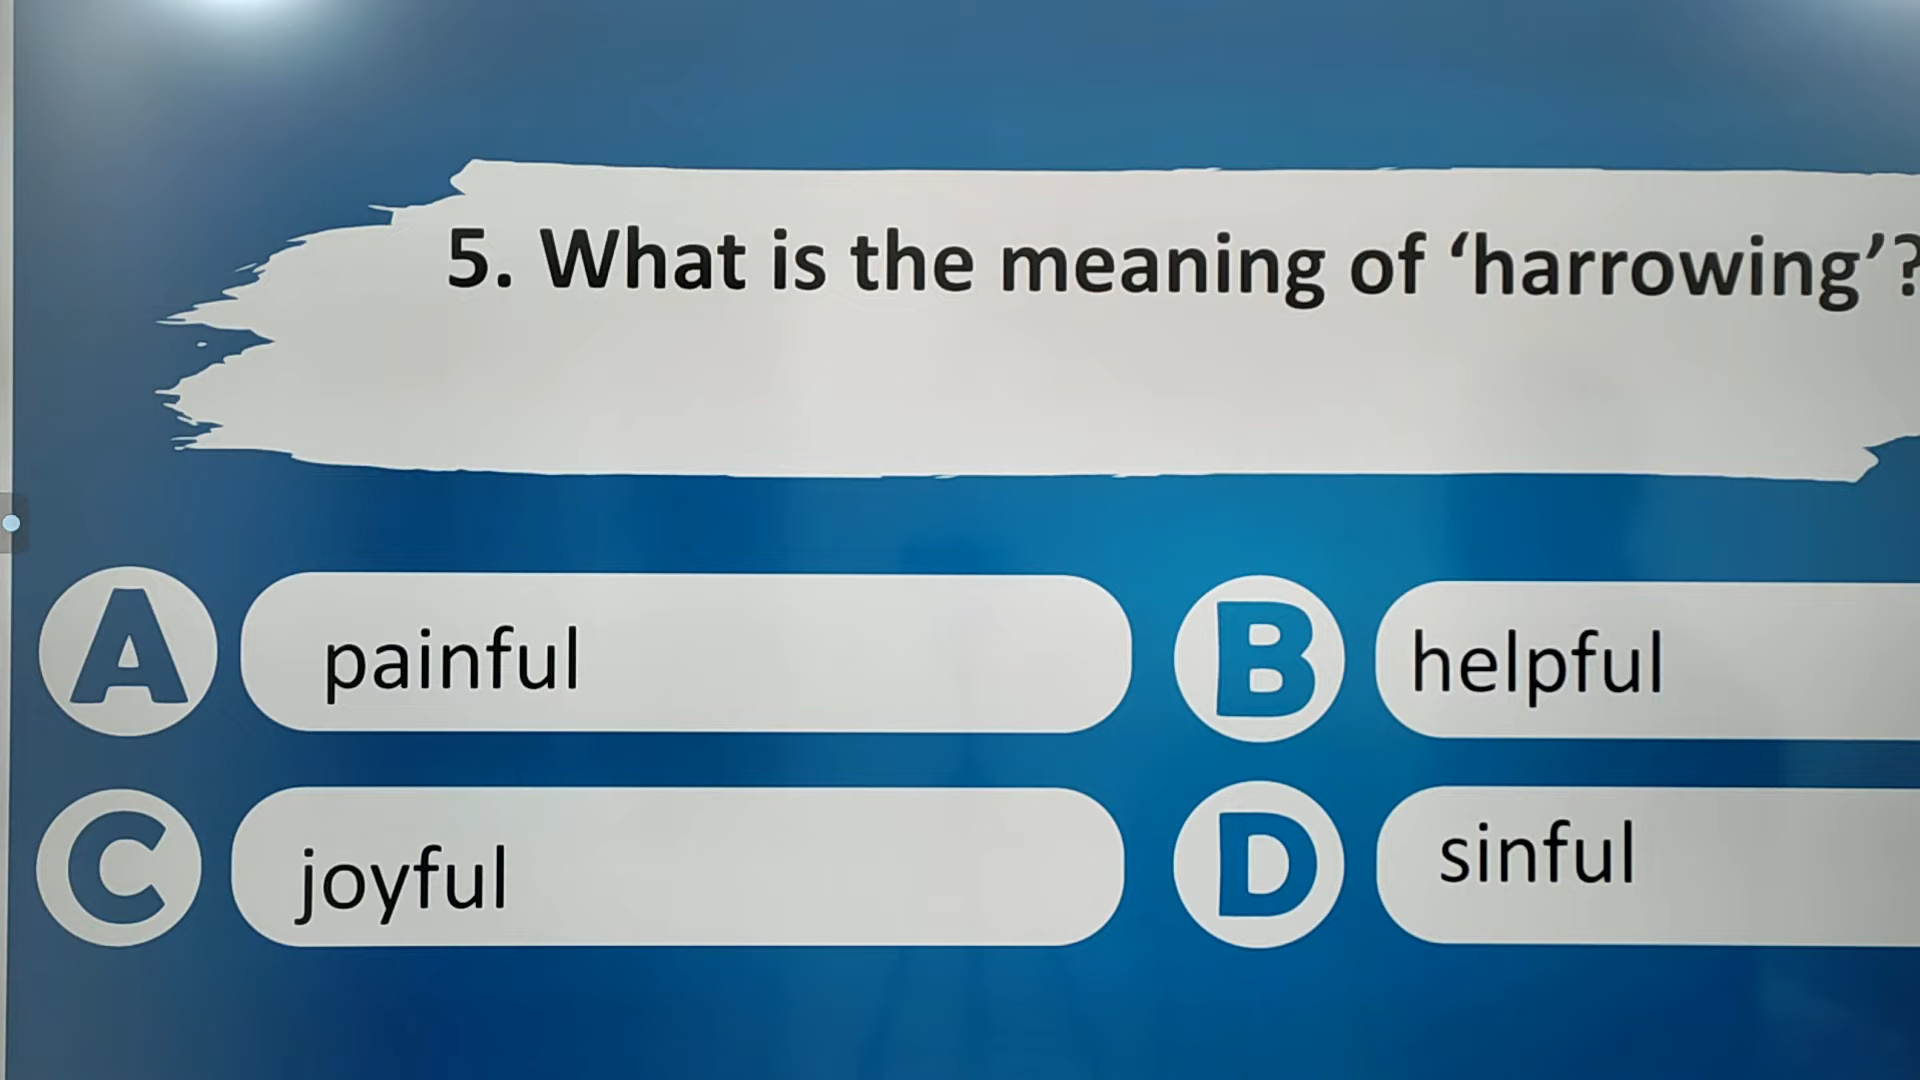 5. What is the meaning of ‘harrowing’?
A painful
B helpful
C joyful
D sinful